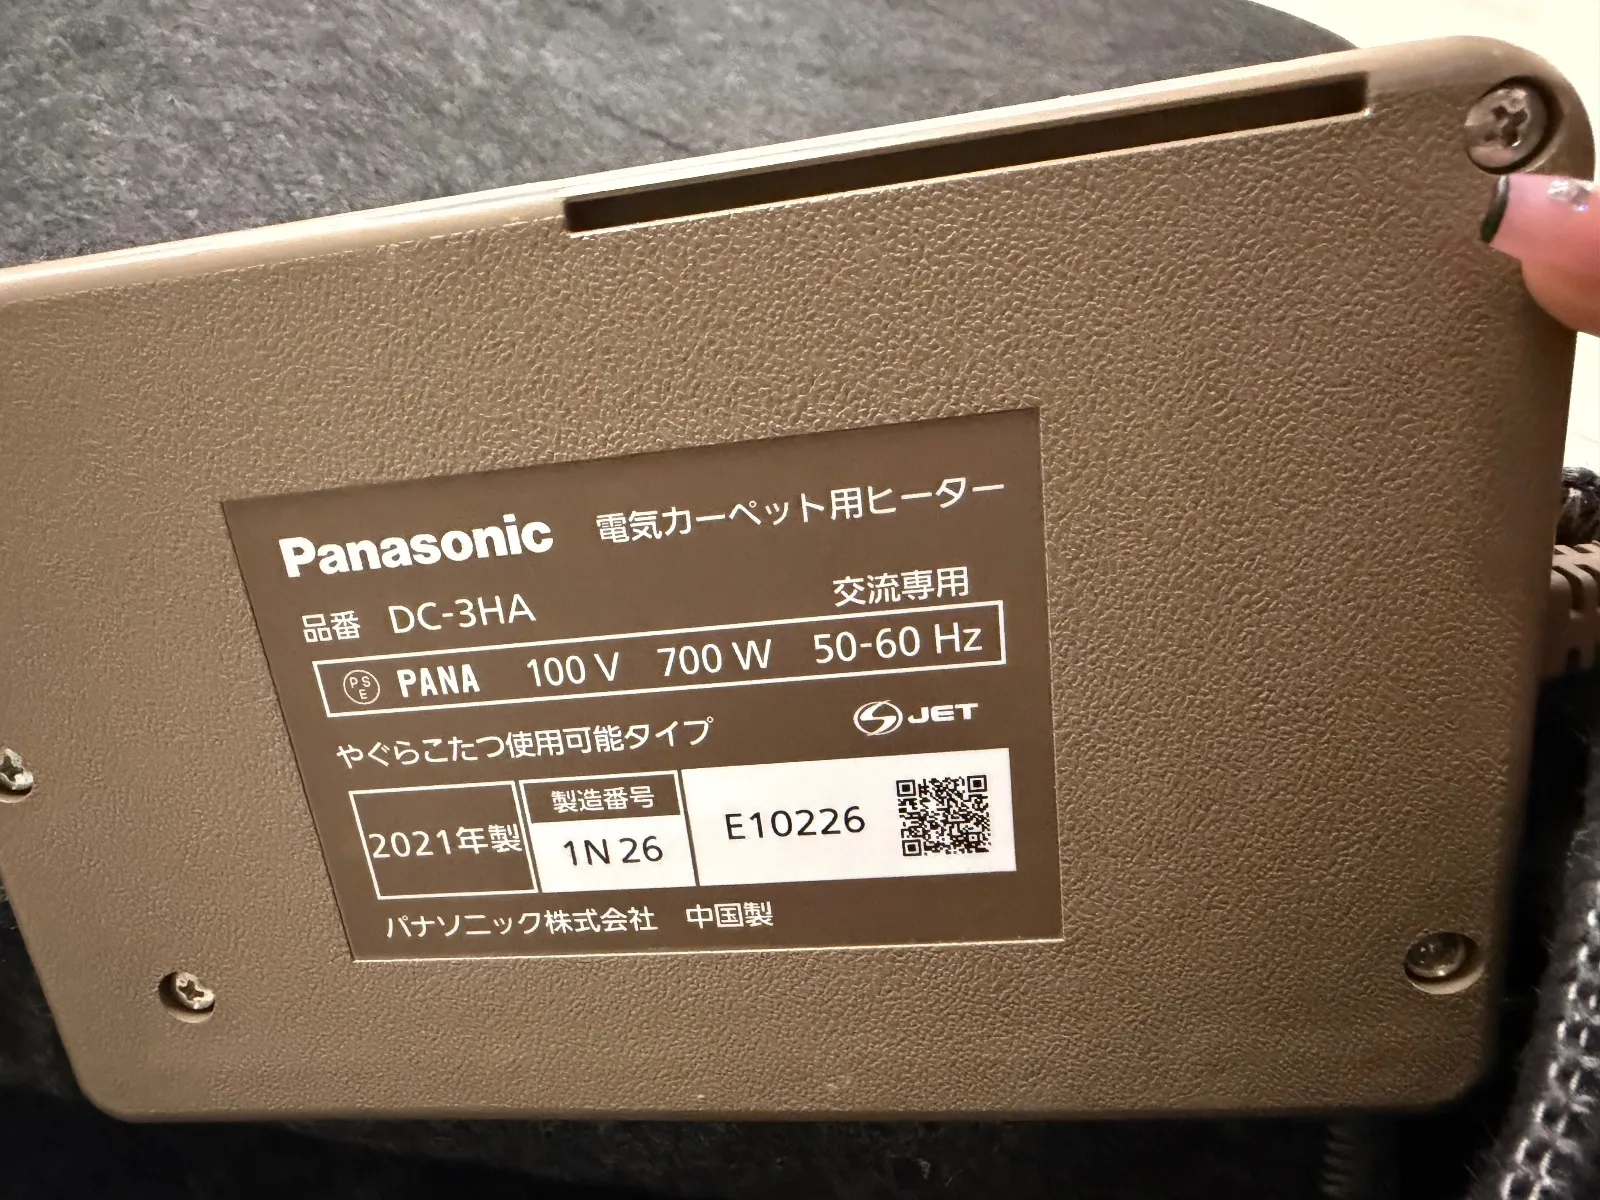 Panasonic 電気カーペット用ヒーター
品番 DC-3HA 交流専用
PSE PANA 100 V 700 W 50-60 Hz
やぐらこたつ使用可能タイプ JET
2021年製 製造番号 1N 26 E10226
パナソニック株式会社 中国製